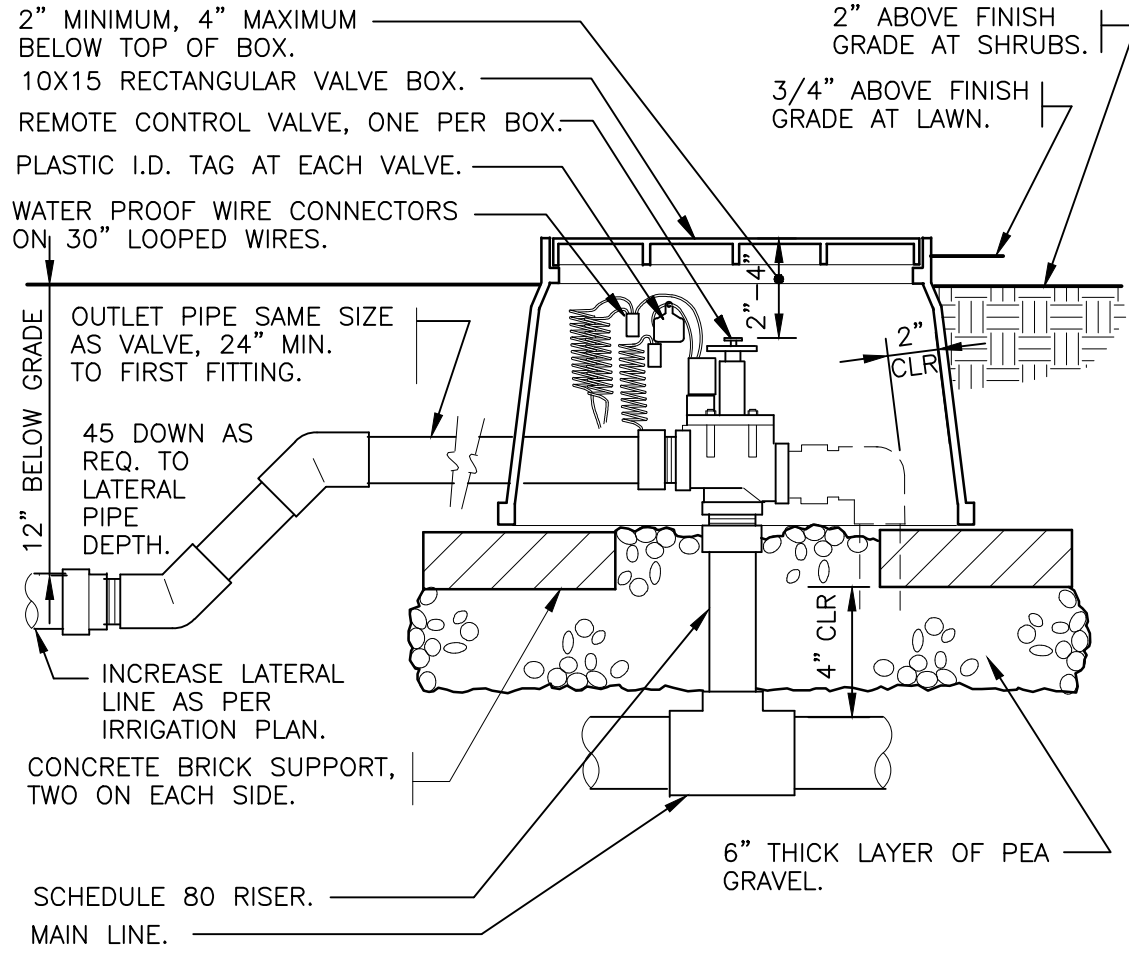 2” MINIMUM, 4” MAXIMUM
BELOW TOP OF BOX.
10X15 RECTANGULAR VALVE BOX.
REMOTE CONTROL VALVE, ONE PER BOX.
PLASTIC I.D. TAG AT EACH VALVE.
WATER PROOF WIRE CONNECTORS
ON 30” LOOPED WIRES.
2” ABOVE FINISH
GRADE AT SHRUBS.
3/4” ABOVE FINISH
GRADE AT LAWN.
2”-4”
2”
CLR
12” BELOW GRADE
OUTLET PIPE SAME SIZE
AS VALVE, 24” MIN.
TO FIRST FITTING.
45 DOWN AS
REQ. TO
LATERAL
PIPE
DEPTH.
4” CLR
INCREASE LATERAL
LINE AS PER
IRRIGATION PLAN.
CONCRETE BRICK SUPPORT,
TWO ON EACH SIDE.
6” THICK LAYER OF PEA
GRAVEL.
SCHEDULE 80 RISER.
MAIN LINE.